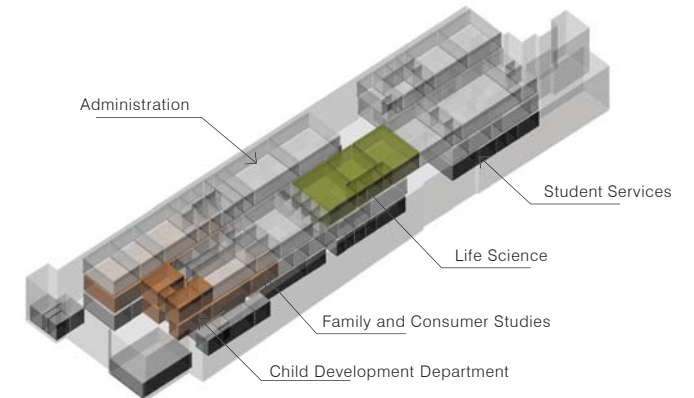 Administration
Student Services
Life Science
Family and Consumer Studies
Child Development Department